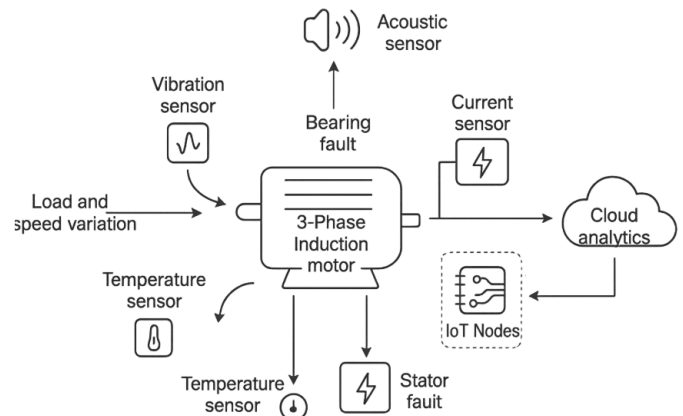 Acoustic
sensor
Vibration
sensor
Bearing
fault
Current
sensor
Load and
speed variation
3-Phase
Induction
motor
Cloud
analytics
Temperature
sensor
IoT Nodes
Temperature
sensor
Stator
fault